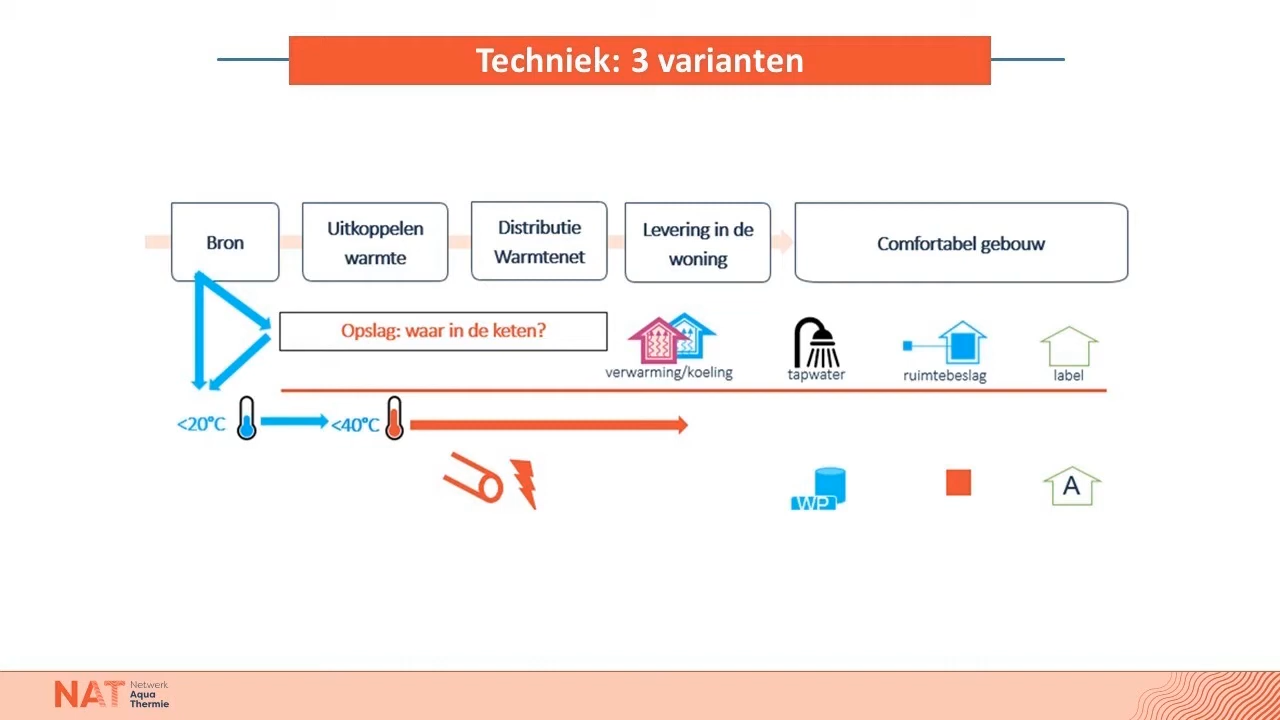 Techniek: 3 varianten
Bron
Uitkoppelen
warmte
Distributie
Warmtenet
Levering in de
woning
Comfortabel gebouw
Opslag: waar in de keten?
verwarming/koeling
tapwater
ruimtebeslag
label
<20°C
<40°C
WP
A
NAT
Netwerk
Aqua
Thermie